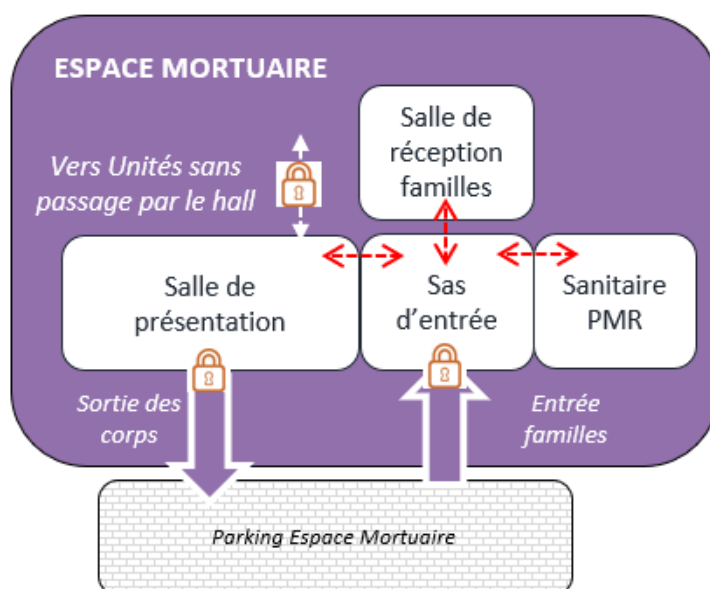 ESPACE MORTUAIRE
Salle de
réception
familles
Vers Unités sans
passage par le hall
Salle de
présentation
Sas
d'entrée
Sanitaire
PMR
Sortie des
corps
Entrée
familles
Parking Espace Mortuaire